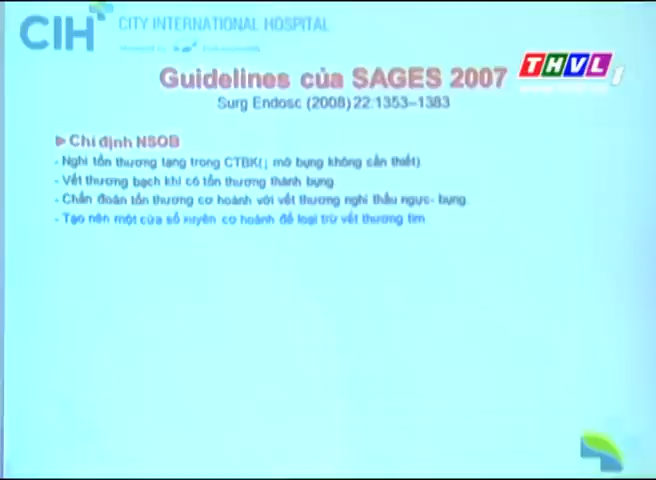 CIH CITY INTERNATIONAL HOSPITAL
THVL 1
Guidelines của SAGES 2007
Surg Endosc (2008) 22:1353–1383
Chỉ định NSOB
- Nghi tổn thương tạng trong CTBK(↓ mở bụng không cần thiết)
- Vết thương bạch khí có tổn thương thành bụng
- Chẩn đoán tổn thương cơ hoành với vết thương nghi thấu ngực- bụng
- Tạo nên một cửa sổ xuyên cơ hoành để loại trừ vết thương tim